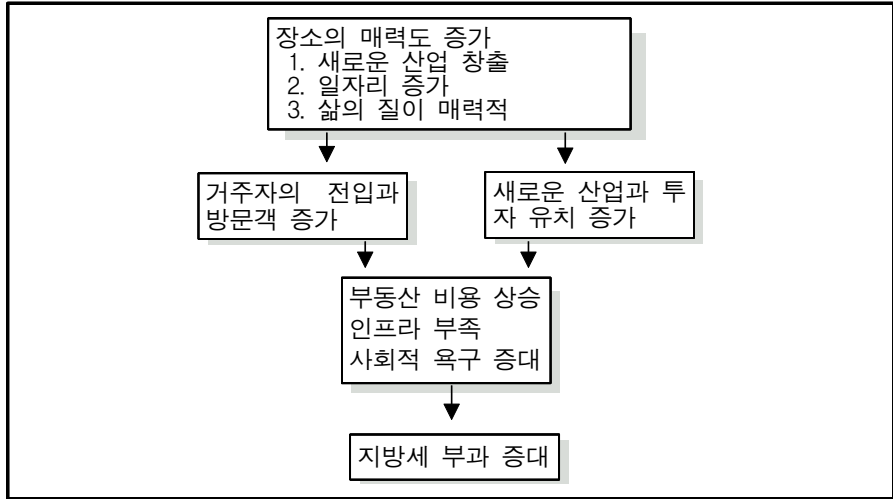 장소의 매력도 증가
1. 새로운 산업 창출
2. 일자리 증가
3. 삶의 질이 매력적
거주자의 전입과
방문객 증가
새로운 산업과 투
자 유치 증가
부동산 비용 상승
인프라 부족
사회적 욕구 증대
지방세 부과 증대